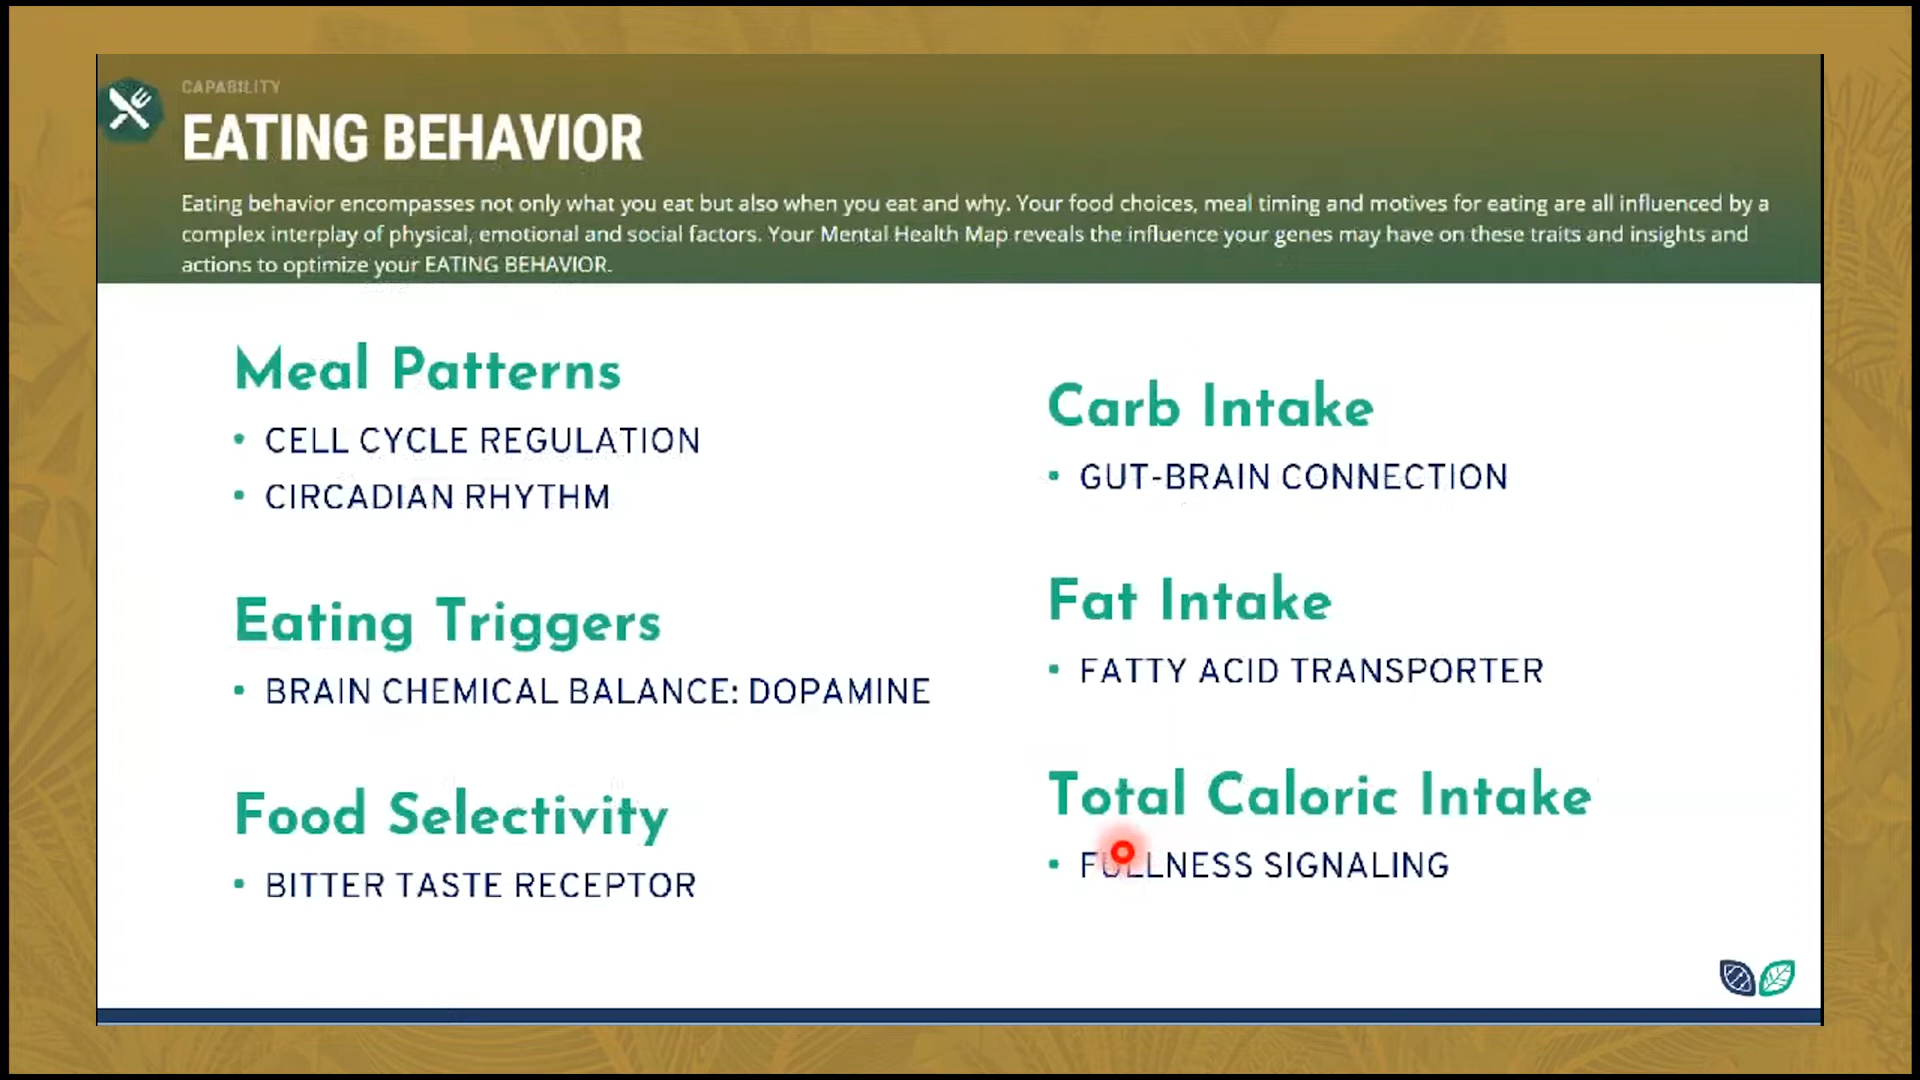 CAPABILITY
EATING BEHAVIOR
Eating behavior encompasses not only what you eat but also when you eat and why. Your food choices, meal timing and motives for eating are all influenced by a
complex interplay of physical, emotional and social factors. Your Mental Health Map reveals the influence your genes may have on these traits and insights and
actions to optimize your EATING BEHAVIOR.
Meal Patterns
• CELL CYCLE REGULATION
• CIRCADIAN RHYTHM
Eating Triggers
• BRAIN CHEMICAL BALANCE: DOPAMINE
Food Selectivity
• BITTER TASTE RECEPTOR
Carb Intake
• GUT-BRAIN CONNECTION
Fat Intake
• FATTY ACID TRANSPORTER
Total Caloric Intake
• FULLNESS SIGNALING